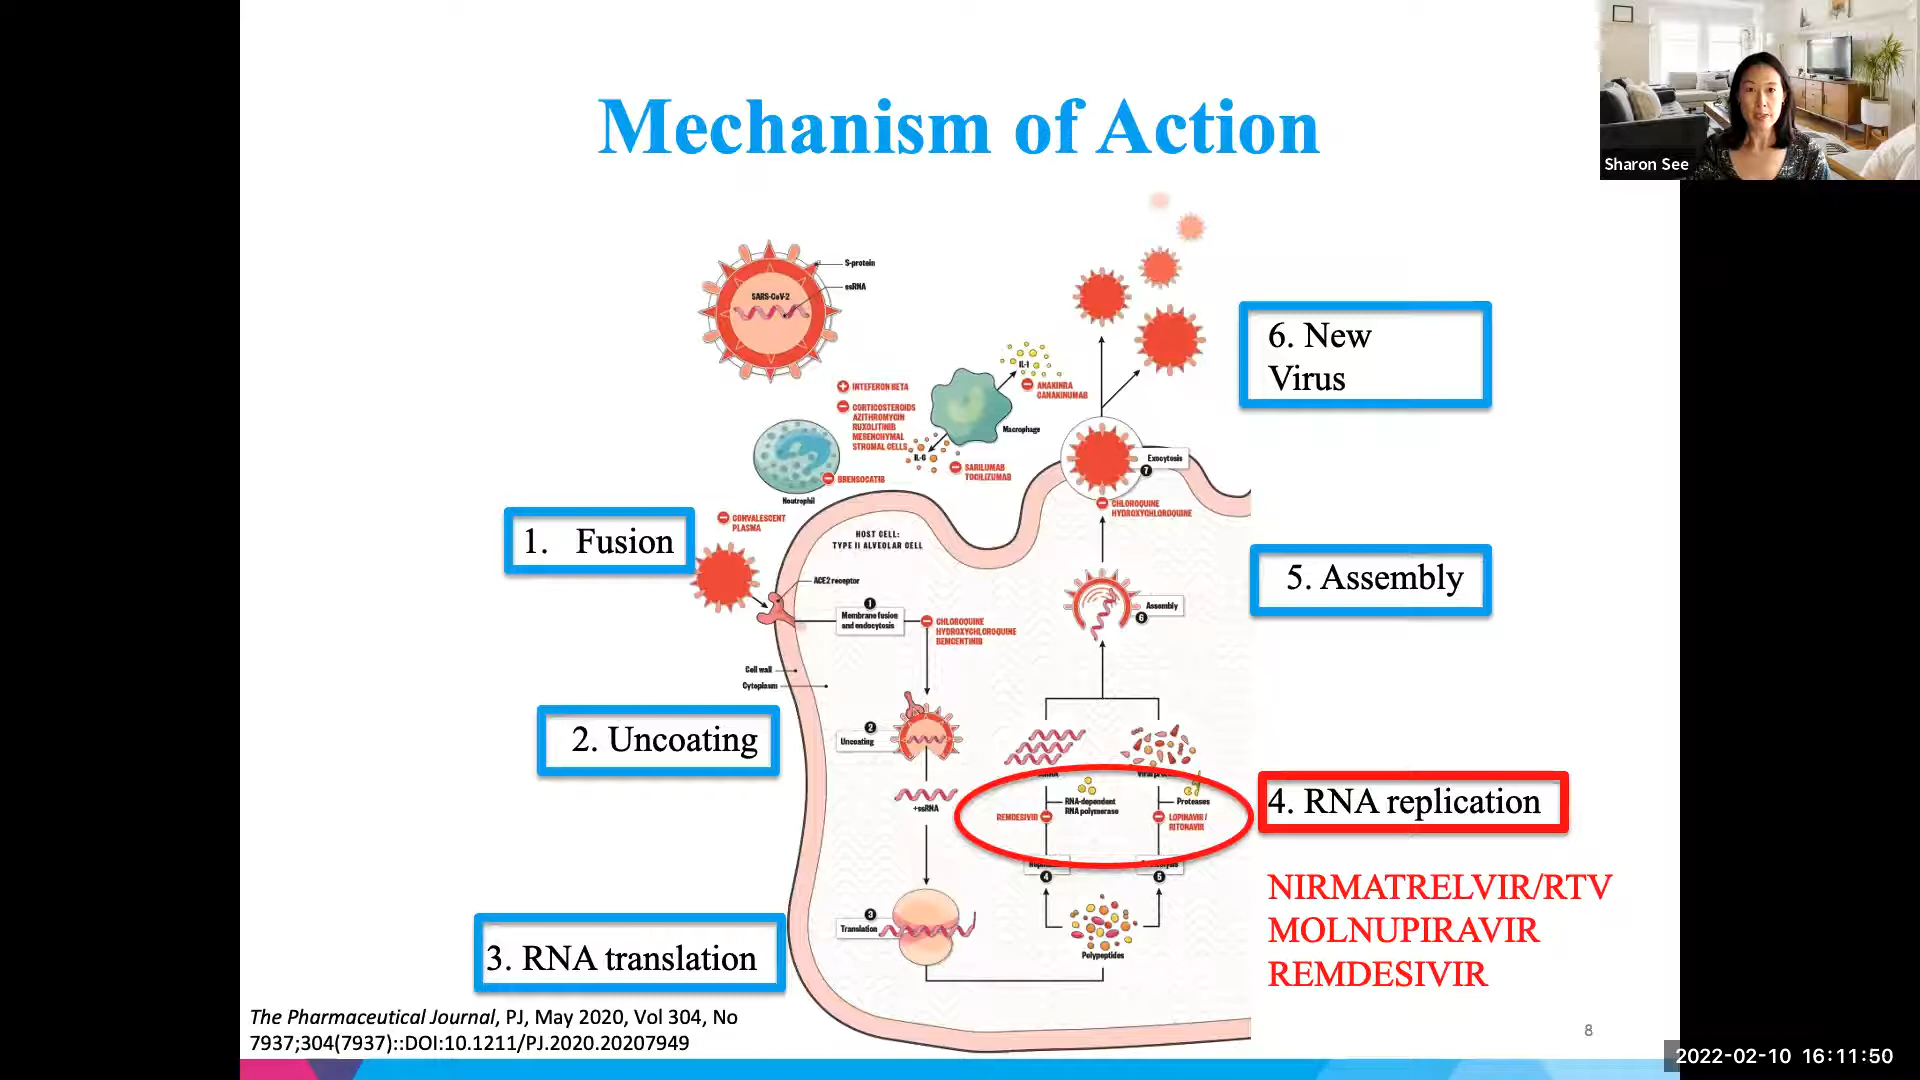 Mechanism of Action
Sharon See
S-protein
ssRNA
SARS-CoV-2
INTEFERON BETA
CORTICOSTEROIDS
AZITHROMYCIN
RUXOLITINIB
MESENCHYMAL
STROMAL CELLS
IL-1
ANAKINRA
CANAKINUMAB
Macrophage
IL-6
SARILUMAB
TOCILIZUMAB
BRENSOCATIB
Neutrophil
6. New
Virus
Exocytosis
7
CHLOROQUINE
HYDROXYCHLOROQUINE
1. Fusion
CONVALESCENT
PLASMA
HOST CELL:
TYPE II ALVEOLAR CELL
ACE2 receptor
1
Membrane fusion
and endocytosis
CHLOROQUINE
HYDROXYCHLOROQUINE
BEMCENTINIB
5. Assembly
Assembly
6
Cell wall
Cytoplasm
2. Uncoating
2
Uncoating
+ssRNA
RNA-dependent
RNA polymerase
REMDESIVIR
Proteases
LOPINAVIR/
RITONAVIR
4. RNA replication
4
5
NIRMATRELVIR/RTV
MOLNUPIRAVIR
REMDESIVIR
3. RNA translation
3
Translation
Polypeptides
The Pharmaceutical Journal, PJ, May 2020, Vol 304, No
7937;304(7937)::DOI:10.1211/PJ.2020.20207949
8
2022-02-10 16:11:50